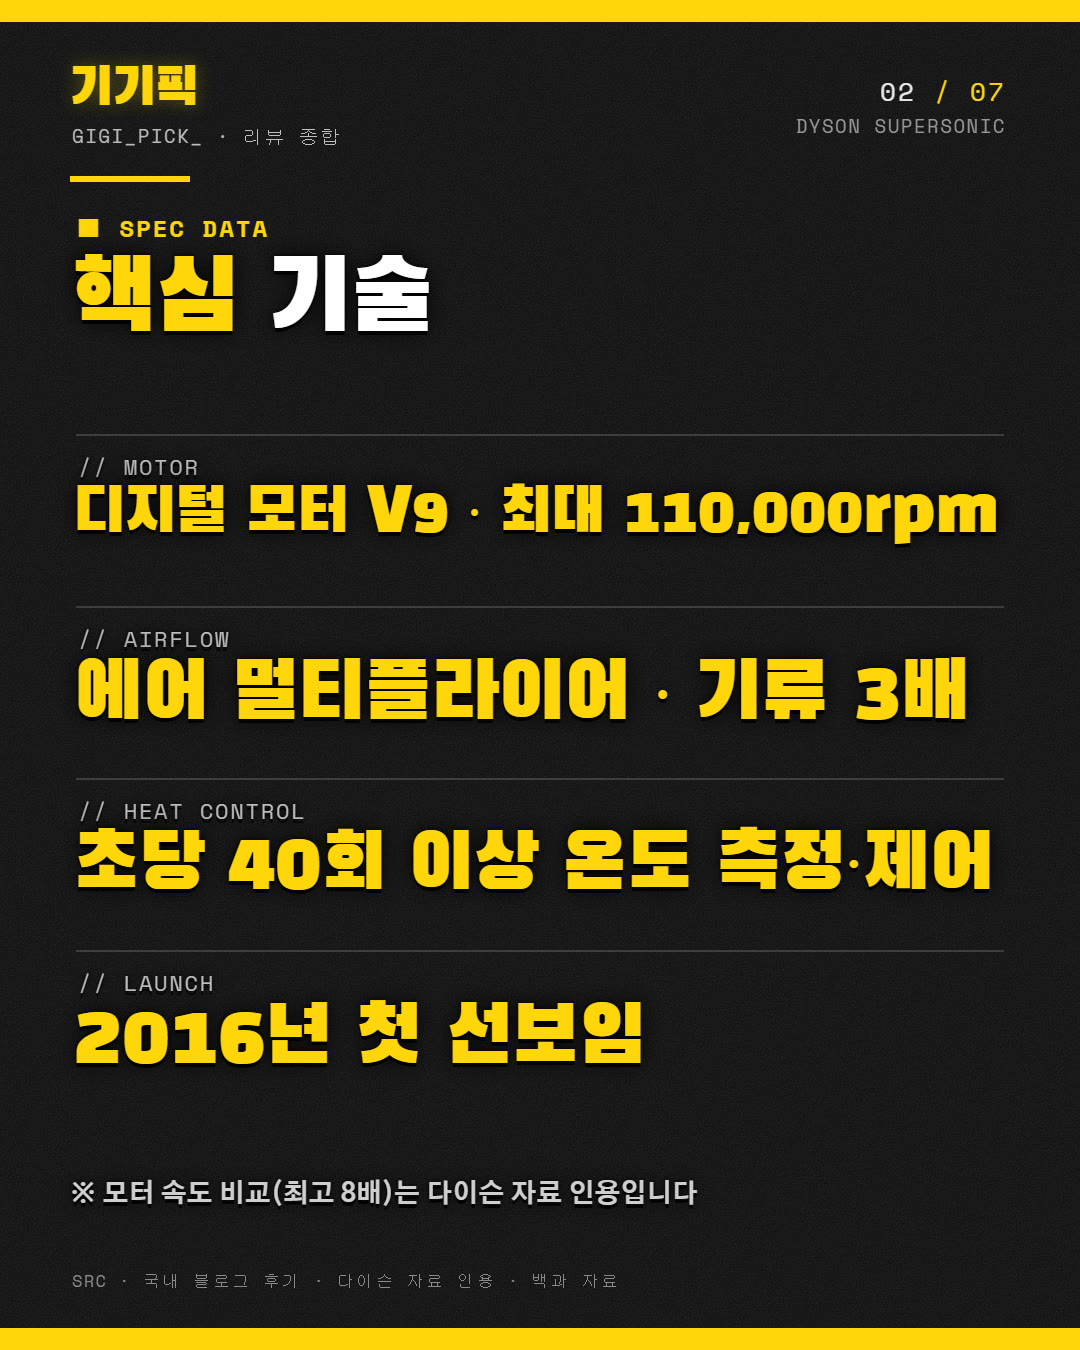 기기픽
GIGI_PICK_ · 리뷰 종합
02 / 07
DYSON SUPERSONIC
■ SPEC DATA
핵심 기술
// MOTOR
디지털 모터 V9 · 최대 110,000rpm
// AIRFLOW
에어 멀티플라이어 · 기류 3배
// HEAT CONTROL
초당 40회 이상 온도 측정·제어
// LAUNCH
2016년 첫 선보임
※ 모터 속도 비교(최고 8배)는 다이슨 자료 인용입니다
SRC · 국내 블로그 후기 · 다이슨 자료 인용 · 백과 자료